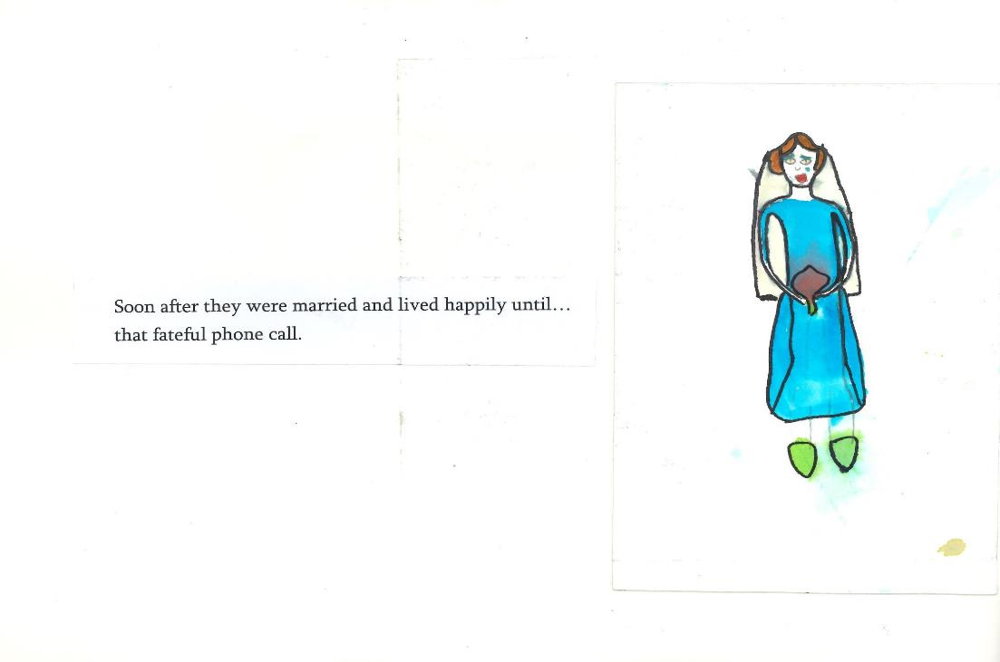 Soon after they were married and lived happily until...
that fateful phone call.